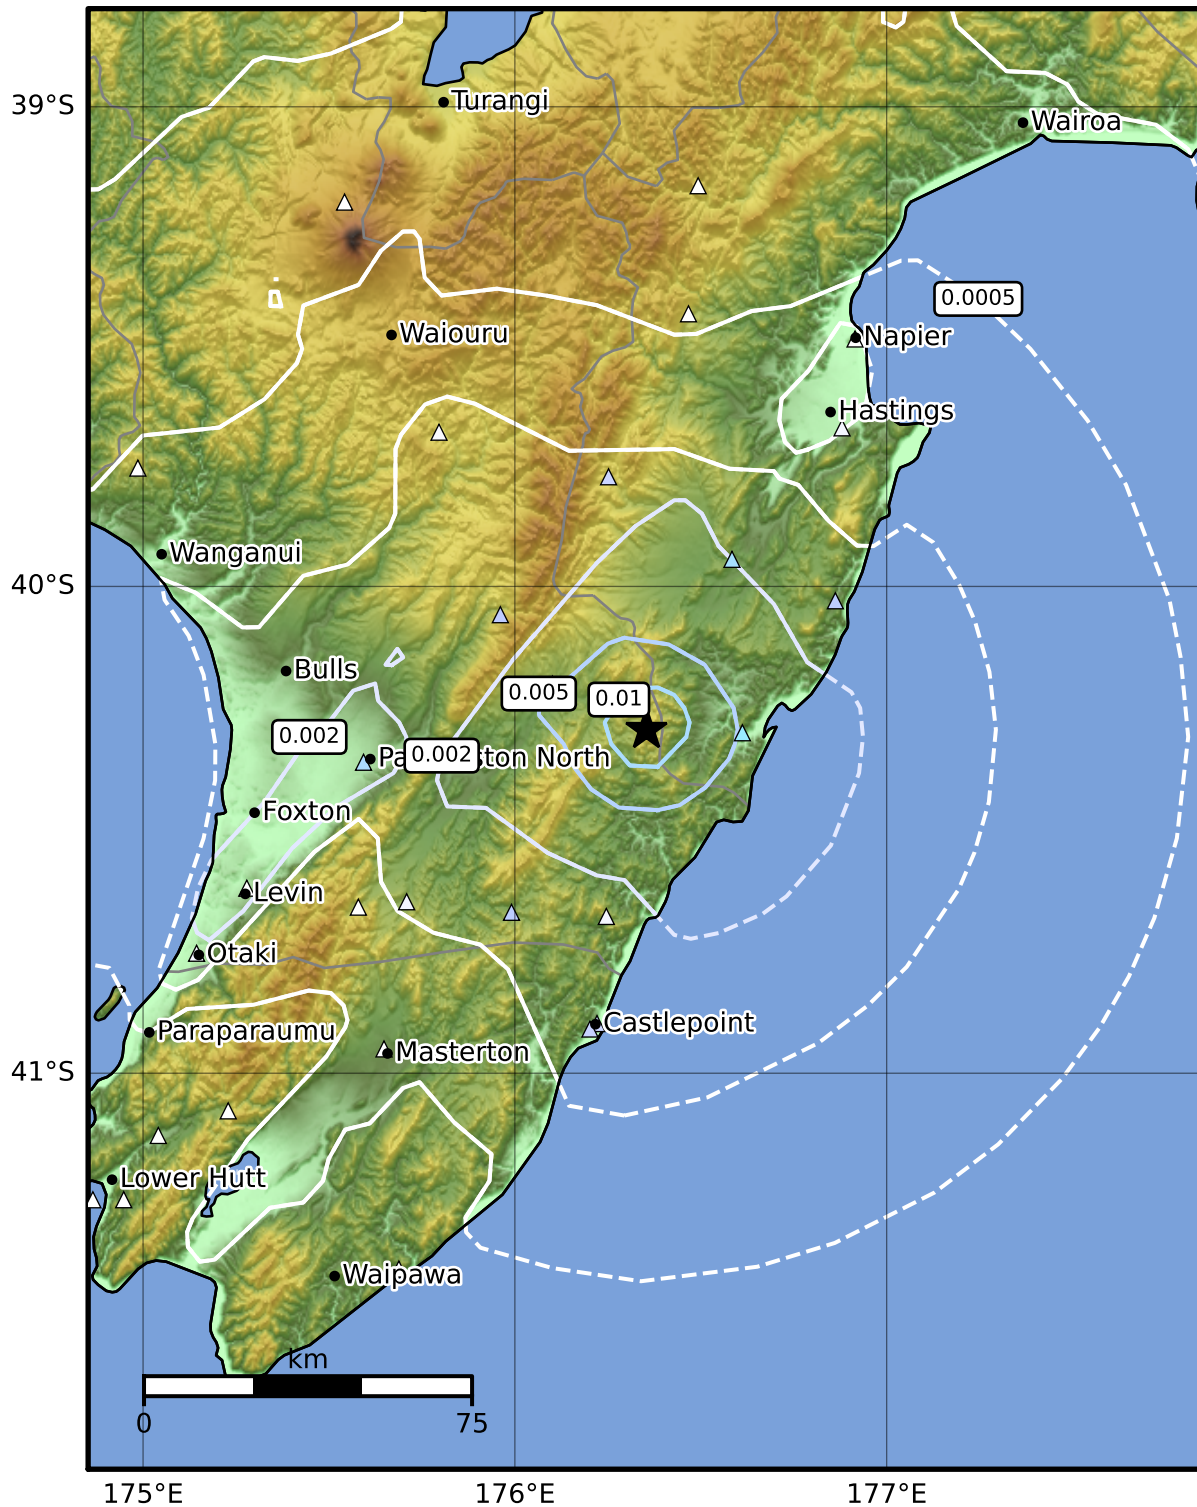 39°S
Turangi
Wairoa
0.0005
Waiouru
Napier
Hastings
Wanganui
40°S
Bulls
0.005
0.01
0.002
0.002
Pa ston North
Foxton
Levin
Otaki
Paraparaumu
Castlepoint
Masterton
41°S
Lower Hutt
Waipawa
km
0
75
175°E
176°E
177°E